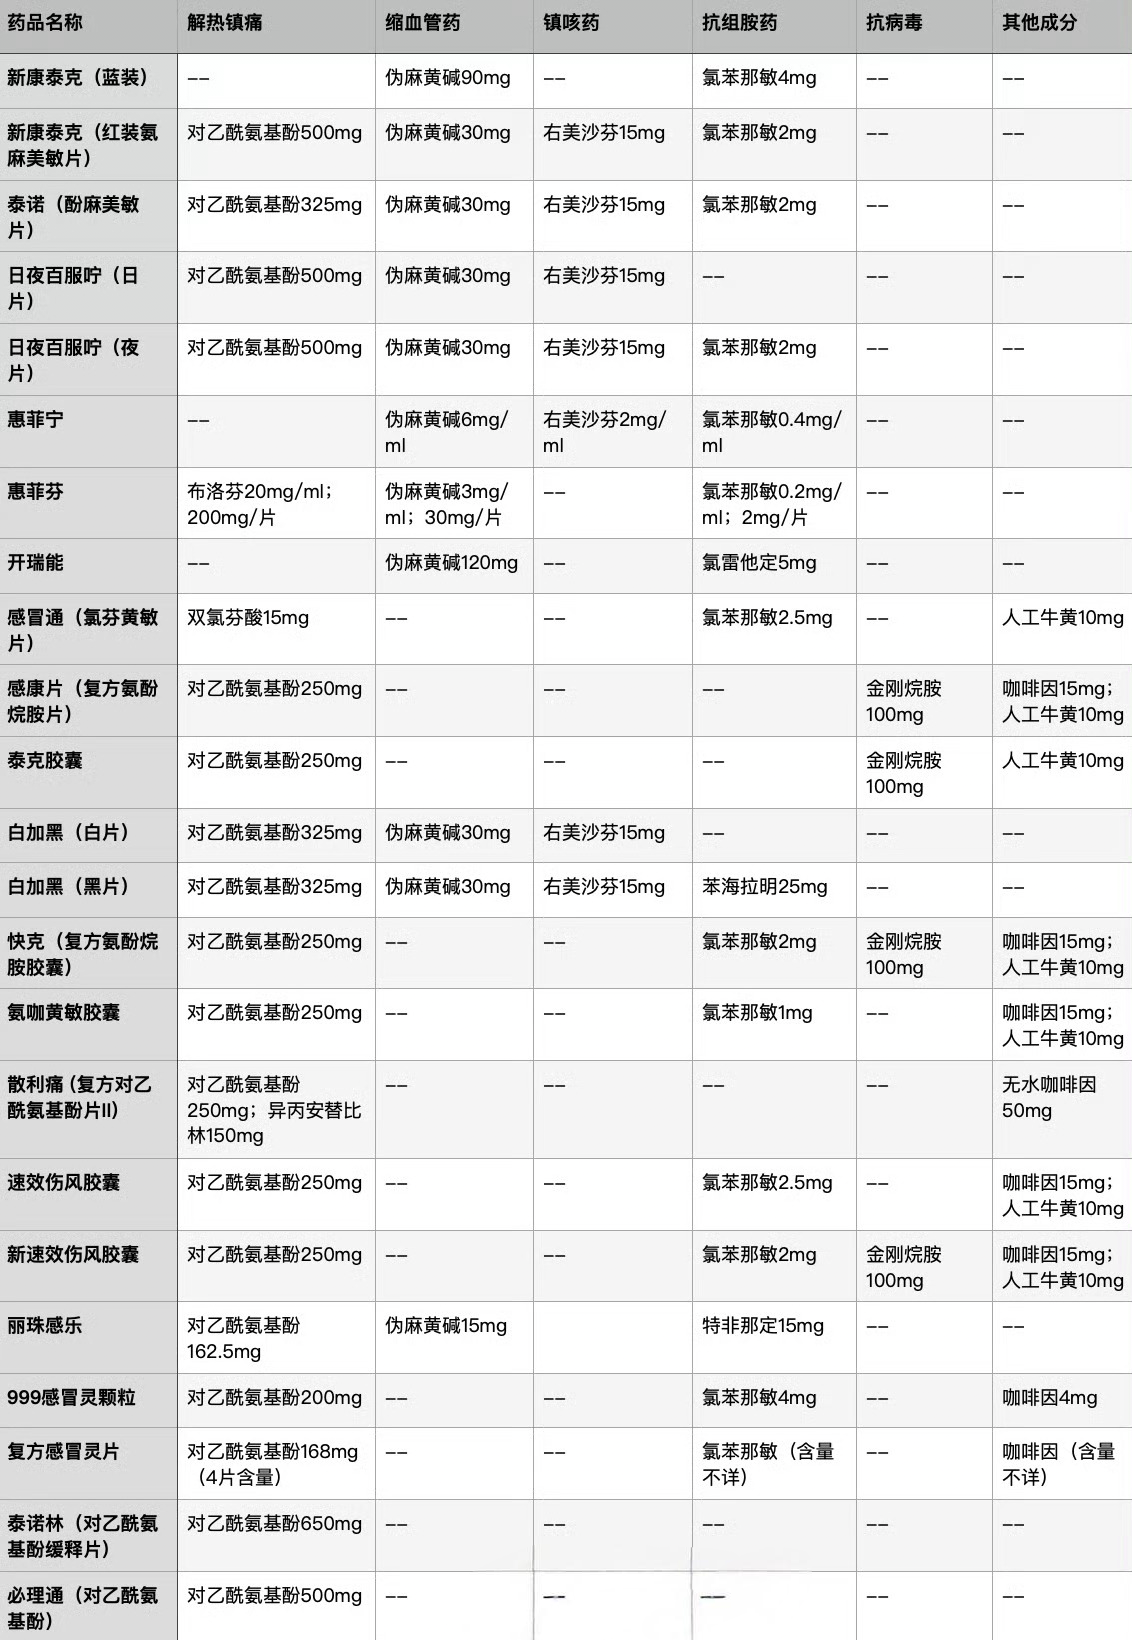 药品名称 解热镇痛 缩血管药 镇咳药 抗组胺药 抗病毒 其他成分
新康泰克（蓝装） —— 伪麻黄碱90mg —— 氯苯那敏4mg —— ——
新康泰克（红装氨 对乙酰氨基酚500mg 伪麻黄碱30mg 右美沙芬15mg 氯苯那敏2mg —— ——
麻美敏片）
泰诺（酚麻美敏 对乙酰氨基酚325mg 伪麻黄碱30mg 右美沙芬15mg 氯苯那敏2mg —— ——
片）
日夜百服咛（日 对乙酰氨基酚500mg 伪麻黄碱30mg 右美沙芬15mg —— —— ——
片）
日夜百服咛（夜 对乙酰氨基酚500mg 伪麻黄碱30mg 右美沙芬15mg 氯苯那敏2mg —— ——
片）
惠菲宁 —— 伪麻黄碱6mg/ 右美沙芬2mg/ 氯苯那敏0.4mg/ —— ——
ml ml ml
惠菲芬 布洛芬20mg/ml； 伪麻黄碱3mg/ —— 氯苯那敏0.2mg/ —— ——
200mg/片 ml；30mg/片 ml；2mg/片
开瑞能 —— 伪麻黄碱120mg —— 氯雷他定5mg —— ——
感冒通（氯芬黄敏 双氯芬酸15mg —— —— 氯苯那敏2.5mg —— 人工牛黄10mg
片）
感康片（复方氨酚 对乙酰氨基酚250mg —— —— —— 金刚烷胺 咖啡因15mg；
烷胺片） 100mg 人工牛黄10mg
泰克胶囊 对乙酰氨基酚250mg —— —— —— 金刚烷胺 人工牛黄10mg
100mg
白加黑（白片） 对乙酰氨基酚325mg 伪麻黄碱30mg 右美沙芬15mg —— —— ——
白加黑（黑片） 对乙酰氨基酚325mg 伪麻黄碱30mg 右美沙芬15mg 苯海拉明25mg —— ——
快克（复方氨酚烷 对乙酰氨基酚250mg —— —— 氯苯那敏2mg 金刚烷胺 咖啡因15mg；
胺胶囊） 100mg 人工牛黄10mg
氨咖黄敏胶囊 对乙酰氨基酚250mg —— —— 氯苯那敏1mg —— 咖啡因15mg；
人工牛黄10mg
散利痛（复方对乙 对乙酰氨基酚 —— —— —— —— 无水咖啡因
酰氨基酚片II） 250mg；异丙安替比 50mg
林150mg
速效伤风胶囊 对乙酰氨基酚250mg —— —— 氯苯那敏2.5mg —— 咖啡因15mg；
人工牛黄10mg
新速效伤风胶囊 对乙酰氨基酚250mg —— —— 氯苯那敏2mg 金刚烷胺 咖啡因15mg；
100mg 人工牛黄10mg
丽珠感乐 对乙酰氨基酚 伪麻黄碱15mg 特非那定15mg —— ——
162.5mg
999感冒灵颗粒 对乙酰氨基酚200mg —— —— 氯苯那敏4mg —— 咖啡因4mg
复方感冒灵片 对乙酰氨基酚168mg —— —— 氯苯那敏（含量 —— 咖啡因（含量
（4片含量） 不详） 不详）
泰诺林（对乙酰氨 对乙酰氨基酚650mg —— —— —— —— ——
基酚缓释片）
必理通（对乙酰氨 对乙酰氨基酚500mg —— —— —— —— ——
基酚）